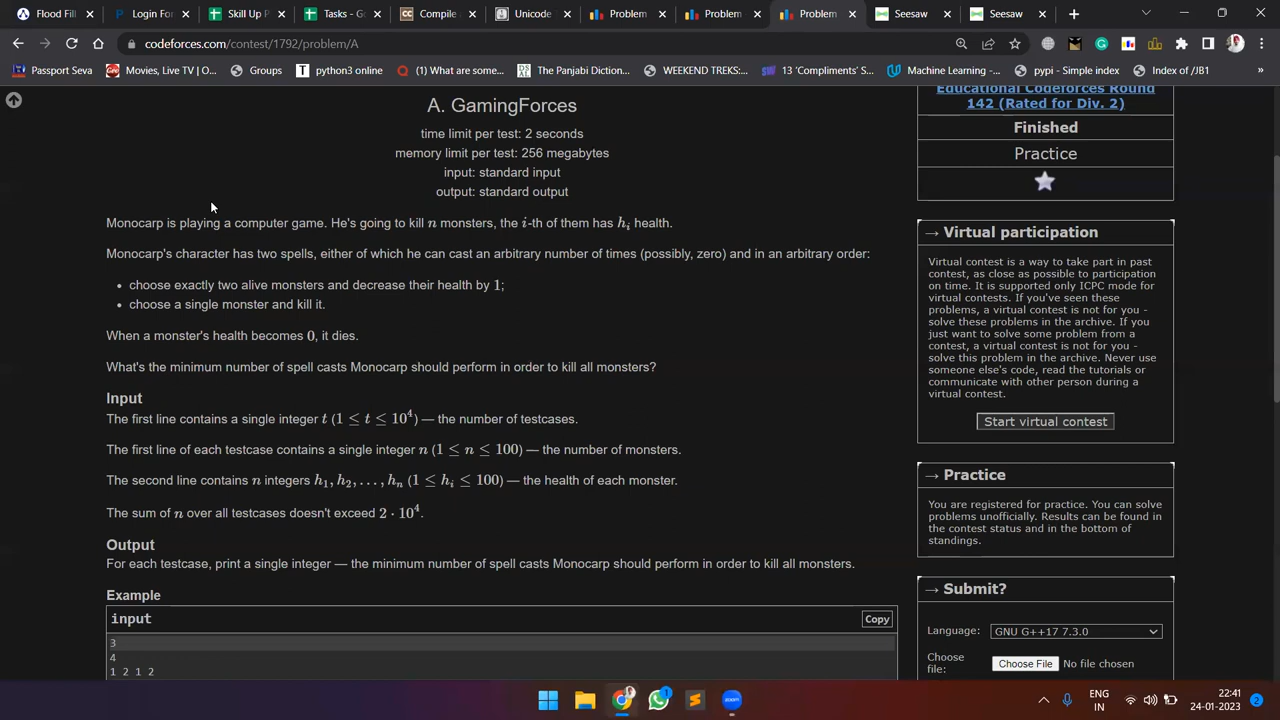 Flood Fill
Login For
Skill Up P
Tasks - Go
Compile
Unicode
Problem
Problem
Problem
Seesaw
Seesaw
codeforces.com/contest/1792/problem/A
Passport Seva
Movies, Live TV | O...
Groups
python3 online
(1) What are some...
The Panjabi Diction...
WEEKEND TREKS:...
13 'Compliments' S...
Machine Learning -...
pypi - Simple index
Index of /JB1
»
A. GamingForces
time limit per test: 2 seconds
memory limit per test: 256 megabytes
input: standard input
output: standard output
Monocarp is playing a computer game. He's going to kill n monsters, the i-th of them has h_i health.
Monocarp's character has two spells, either of which he can cast an arbitrary number of times (possibly, zero) and in an arbitrary order:
• choose exactly two alive monsters and decrease their health by 1;
• choose a single monster and kill it.
When a monster's health becomes 0, it dies.
What's the minimum number of spell casts Monocarp should perform in order to kill all monsters?
Input
The first line contains a single integer t (1 ≤ t ≤ 10^4) — the number of testcases.
The first line of each testcase contains a single integer n (1 ≤ n ≤ 100) — the number of monsters.
The second line contains n integers h_1, h_2, . . . , h_n (1 ≤ h_i ≤ 100) — the health of each monster.
The sum of n over all testcases doesn't exceed 2 · 10^4.
Output
For each testcase, print a single integer — the minimum number of spell casts Monocarp should perform in order to kill all monsters.
Example
input
Copy
3
4
1 2 1 2
Educational Codeforces Round
142 (Rated for Div. 2)
Finished
Practice
→ Virtual participation
Virtual contest is a way to take part in past
contest, as close as possible to participation
on time. It is supported only ICPC mode for
virtual contests. If you've seen these
problems, a virtual contest is not for you -
solve these problems in the archive. If you
just want to solve some problem from a
contest, a virtual contest is not for you -
solve this problem in the archive. Never use
someone else's code, read the tutorials or
communicate with other person during a
virtual contest.
Start virtual contest
→ Practice
You are registered for practice. You can solve
problems unofficially. Results can be found in
the contest status and in the bottom of
standings.
→ Submit?
Language:
GNU G++17 7.3.0
Choose
file:
Choose File No file chosen
zoom
ENG
IN
22:41
24-01-2023
2